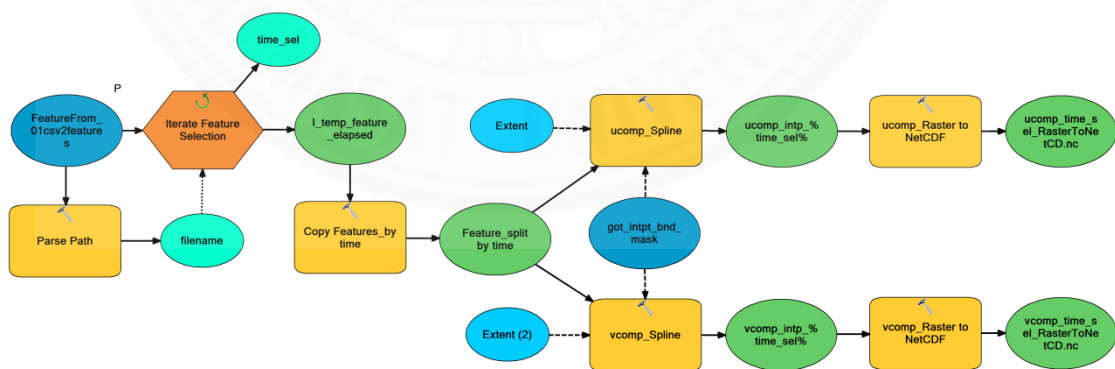 time_sel
P
FeatureFrom_
01csv2feature
s
Iterate Feature
Selection
I_temp_feature
_elapsed
Parse Path
filename
Copy Features_by
time
Feature_split
by time
Extent
ucomp_Spline
ucomp_intp_%
time_sel%
ucomp_Raster to
NetCDF
ucomp_time_s
el_RasterToNe
tCD.nc
got_intpt_bnd_
mask
Extent (2)
vcomp_Spline
vcomp_intp_%
time_sel%
vcomp_Raster to
NetCDF
vcomp_time_s
el_RasterToNe
tCD.nc